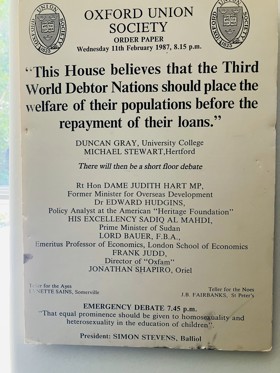 OXFORD UNION
SOCIETY
ORDER PAPER
Wednesday 11th February 1987, 8.15 p.m.
"This House believes that the Third
World Debtor Nations should place the
welfare of their populations before the
repayment of their loans."
DUNCAN GRAY, University College
MICHAEL STEWART, Hertford
There will then be a short floor debate
Rt Hon DAME JUDITH HART MP,
Former Minister for Overseas Development
Dr EDWARD HUDGINS,
Policy Analyst at the American "Heritage Foundation"
HIS EXCELLENCY SADIQ AL MAHDI,
Prime Minister of Sudan
LORD BAUER, F.B.A.,
Emeritus Professor of Economics, London School of Economics
FRANK JUDD,
Director of "Oxfam"
JONATHAN SHAPIRO, Oriel
Teller for the Ayes
SAINS, Somerville
Teller for the Noes
J.R. FAIRBANKS, St Peter's
EMERGENCY DEBATE 7.45 p.m.
"That equal prominence should be given to homosexuality and
heterosexuality in the education of children".
President: SIMON STEVENS, Balliol